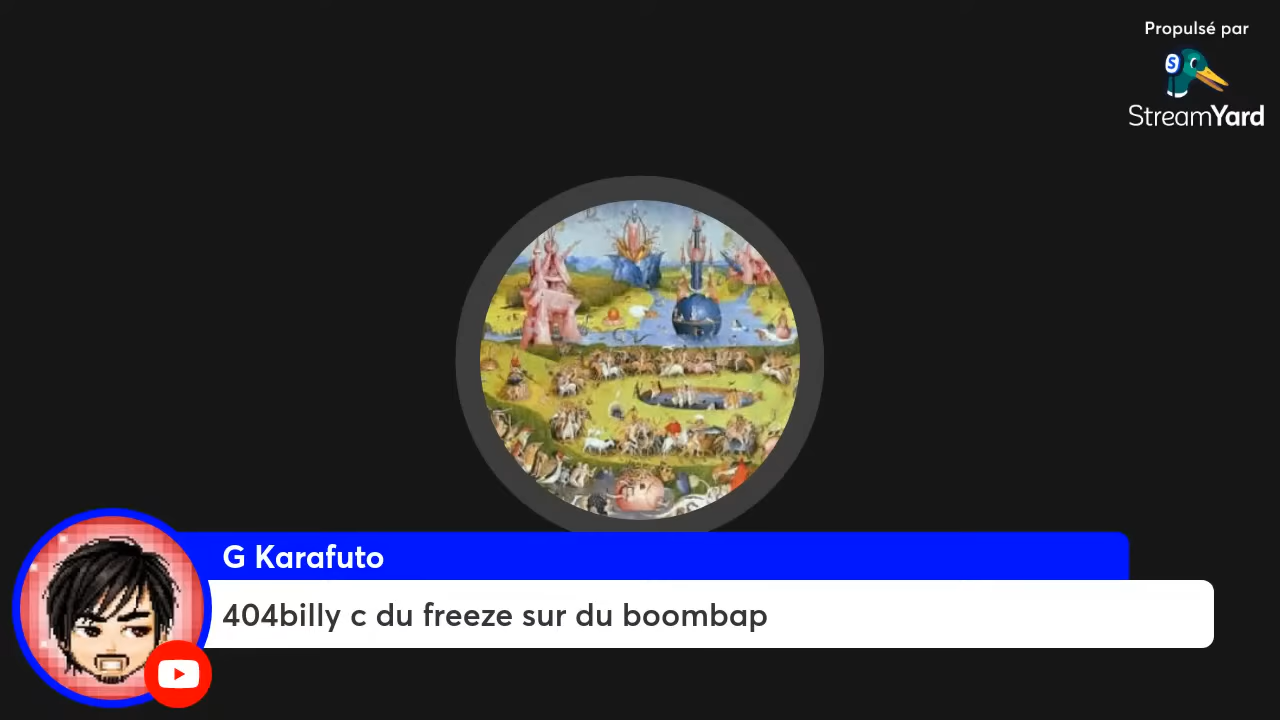 Propulsé par
S
StreamYard
G Karafuto
404billy c du freeze sur du boombap